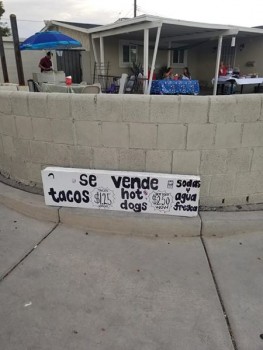 se vende
tacos $1.25 hot dogs $2.50
sodas y agua fresca